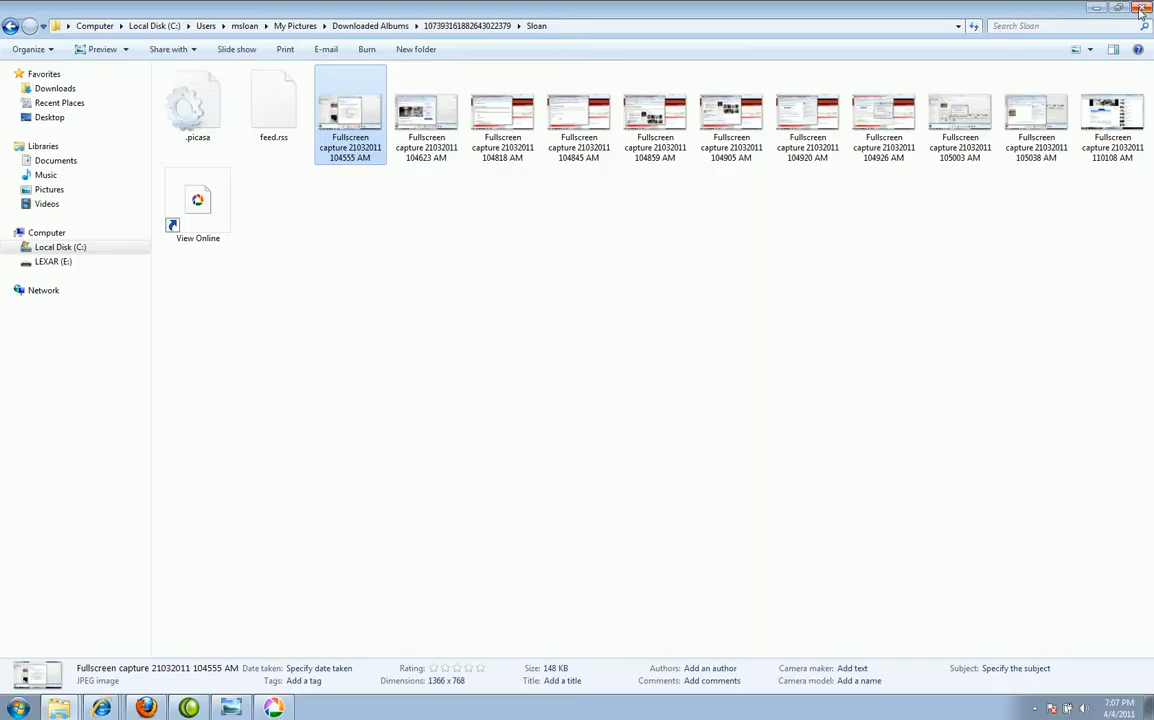 Computer ▸ Local Disk (C:) ▸ Users ▸ msloan ▸ My Pictures ▸ Downloaded Albums ▸ 107393161882643022379 ▸ Sloan
Search Sloan
Organize Preview Share with Slide show Print E-mail Burn New folder
Favorites
Downloads
Recent Places
Desktop
Libraries
Documents
Music
Pictures
Videos
Computer
Local Disk (C:)
LEXAR (E:)
Network
.picasa
feed.rss
Fullscreen
capture 21032011
104555 AM
Fullscreen
capture 21032011
104623 AM
Fullscreen
capture 21032011
104818 AM
Fullscreen
capture 21032011
104845 AM
Fullscreen
capture 21032011
104859 AM
Fullscreen
capture 21032011
104905 AM
Fullscreen
capture 21032011
104920 AM
Fullscreen
capture 21032011
104926 AM
Fullscreen
capture 21032011
105003 AM
Fullscreen
capture 21032011
105038 AM
Fullscreen
capture 21032011
110108 AM
View Online
Fullscreen capture 21032011 104555 AM Date taken: Specify date taken Rating: Size: 148 KB Authors: Add an author Camera maker: Add text Subject: Specify the subject
JPEG image Tags: Add a tag Dimensions: 1366 x 768 Title: Add a title Comments: Add comments Camera model: Add a name
7:07 PM
4/4/2011